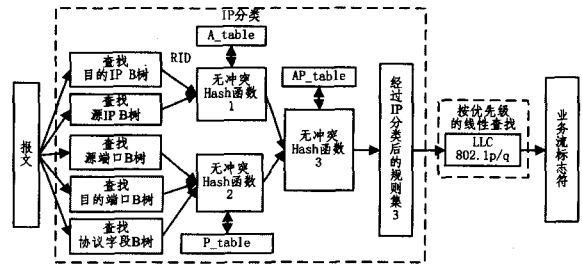 IP分类
A_table
查找
目的IP B树
RID
查找
源IP B树
无冲突
Hash函数
1
AP_table
无冲突
Hash函数
3
报文
查找
源端口B树
查找
目的端口B树
查找
协议字段B树
无冲突
Hash函数
2
P_table
经过IP分类后的规则集3
按优先级
的线性查找
LLC
802.1p/q
业务流标志符